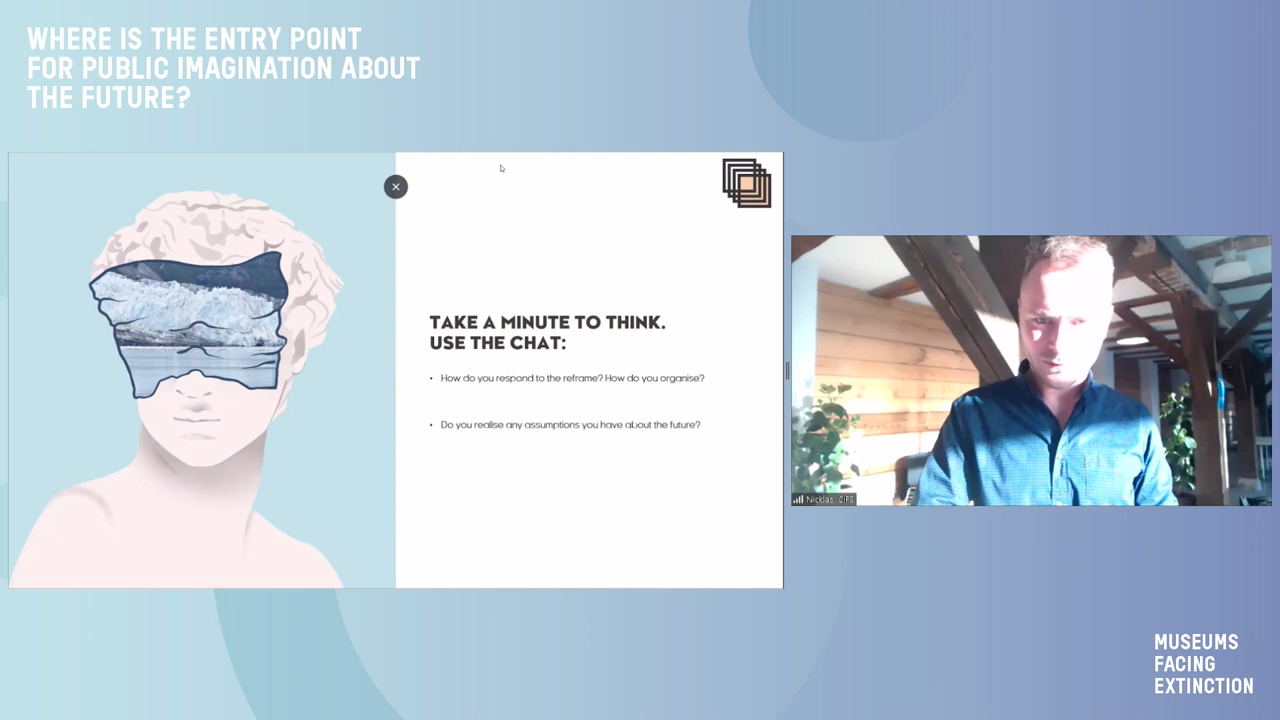 WHERE IS THE ENTRY POINT
FOR PUBLIC IMAGINATION ABOUT
THE FUTURE?
TAKE A MINUTE TO THINK.
USE THE CHAT:
• How do you respond to the reframe? How do you organise?
• Do you realise any assumptions you have about the future?
Nicklas, CIFS
MUSEUMS
FACING
EXTINCTION